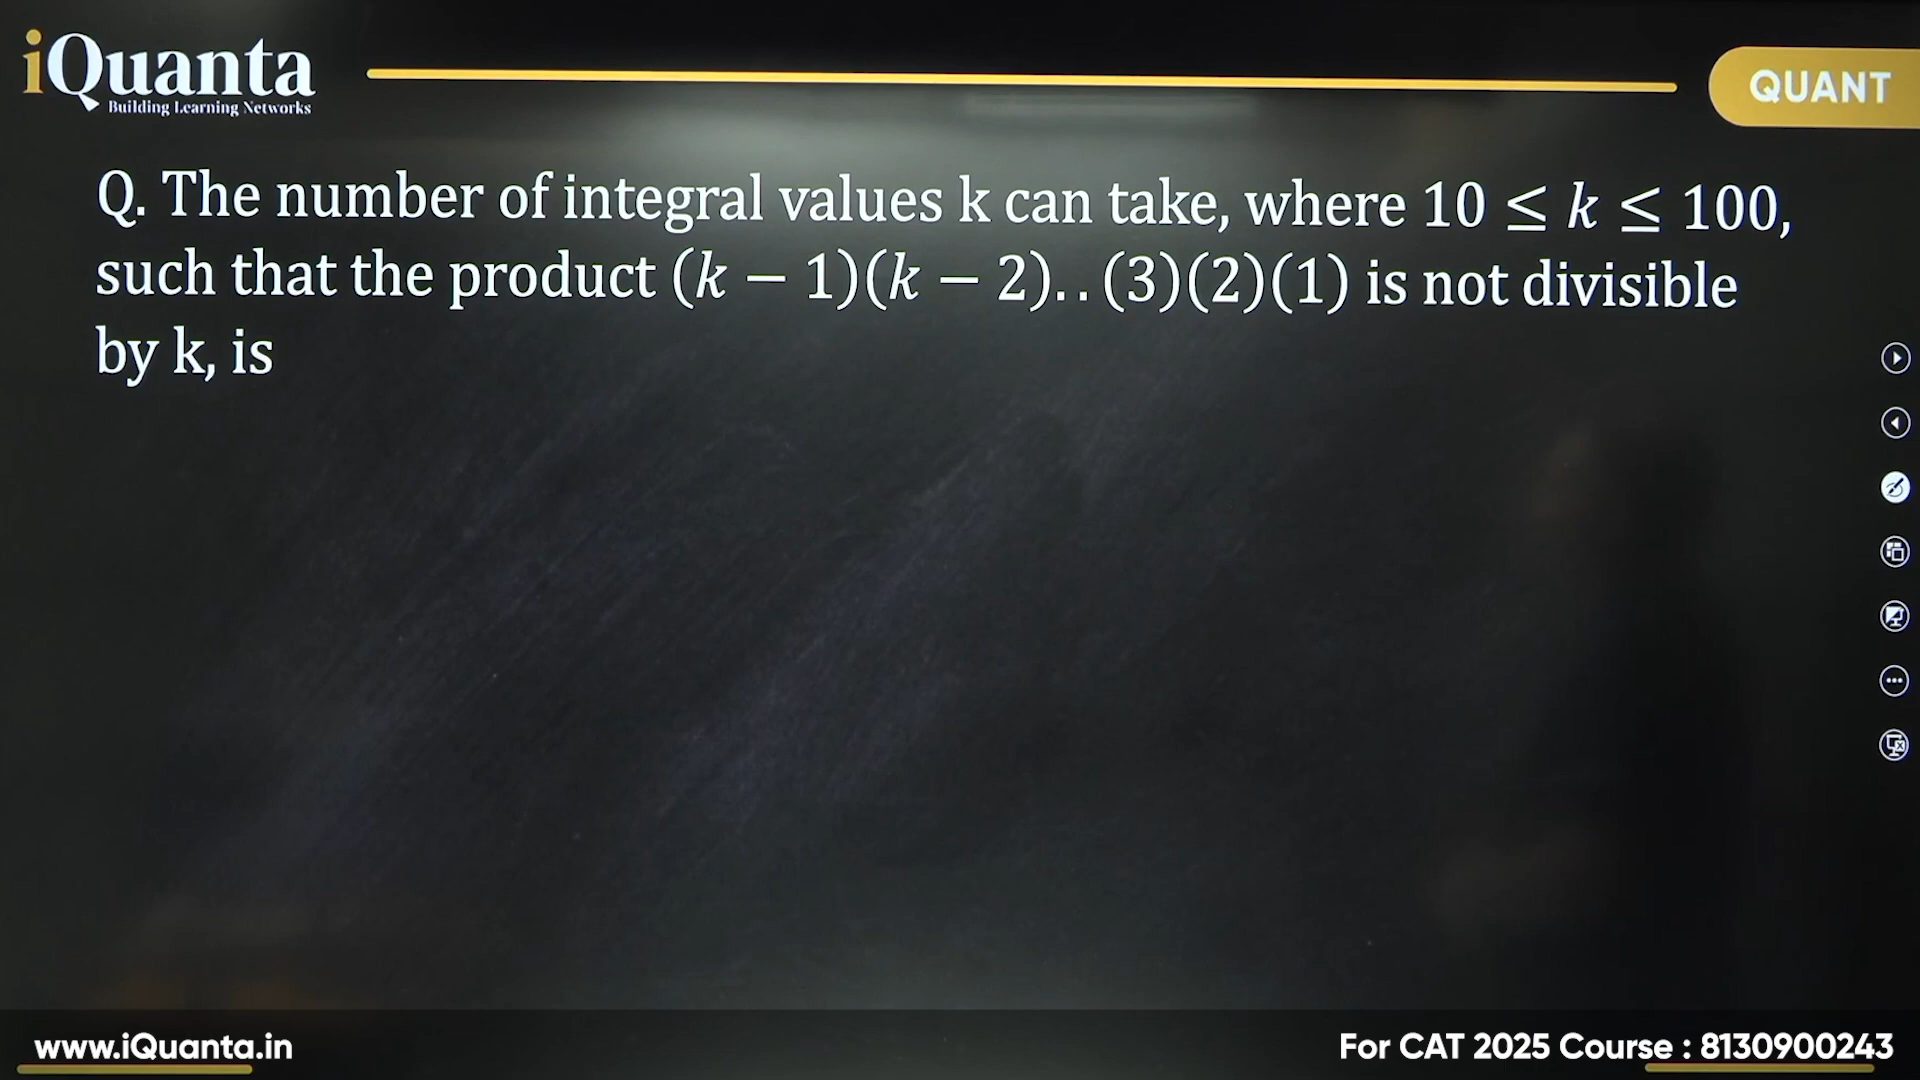 iQuanta
Building Learning Networks
QUANT
Q. The number of integral values k can take, where 10 ≤ k ≤ 100,
such that the product (k − 1)(k − 2). . (3)(2)(1) is not divisible
by k, is
www.iQuanta.in
For CAT 2025 Course : 8130900243